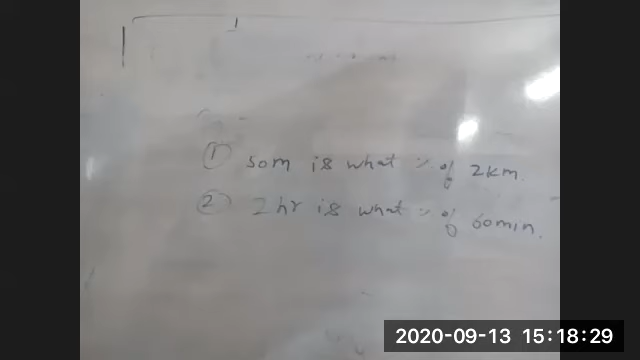 ① 50m is what % of 2km
② 2hr is what % of 60min.
2020-09-13 15:18:29